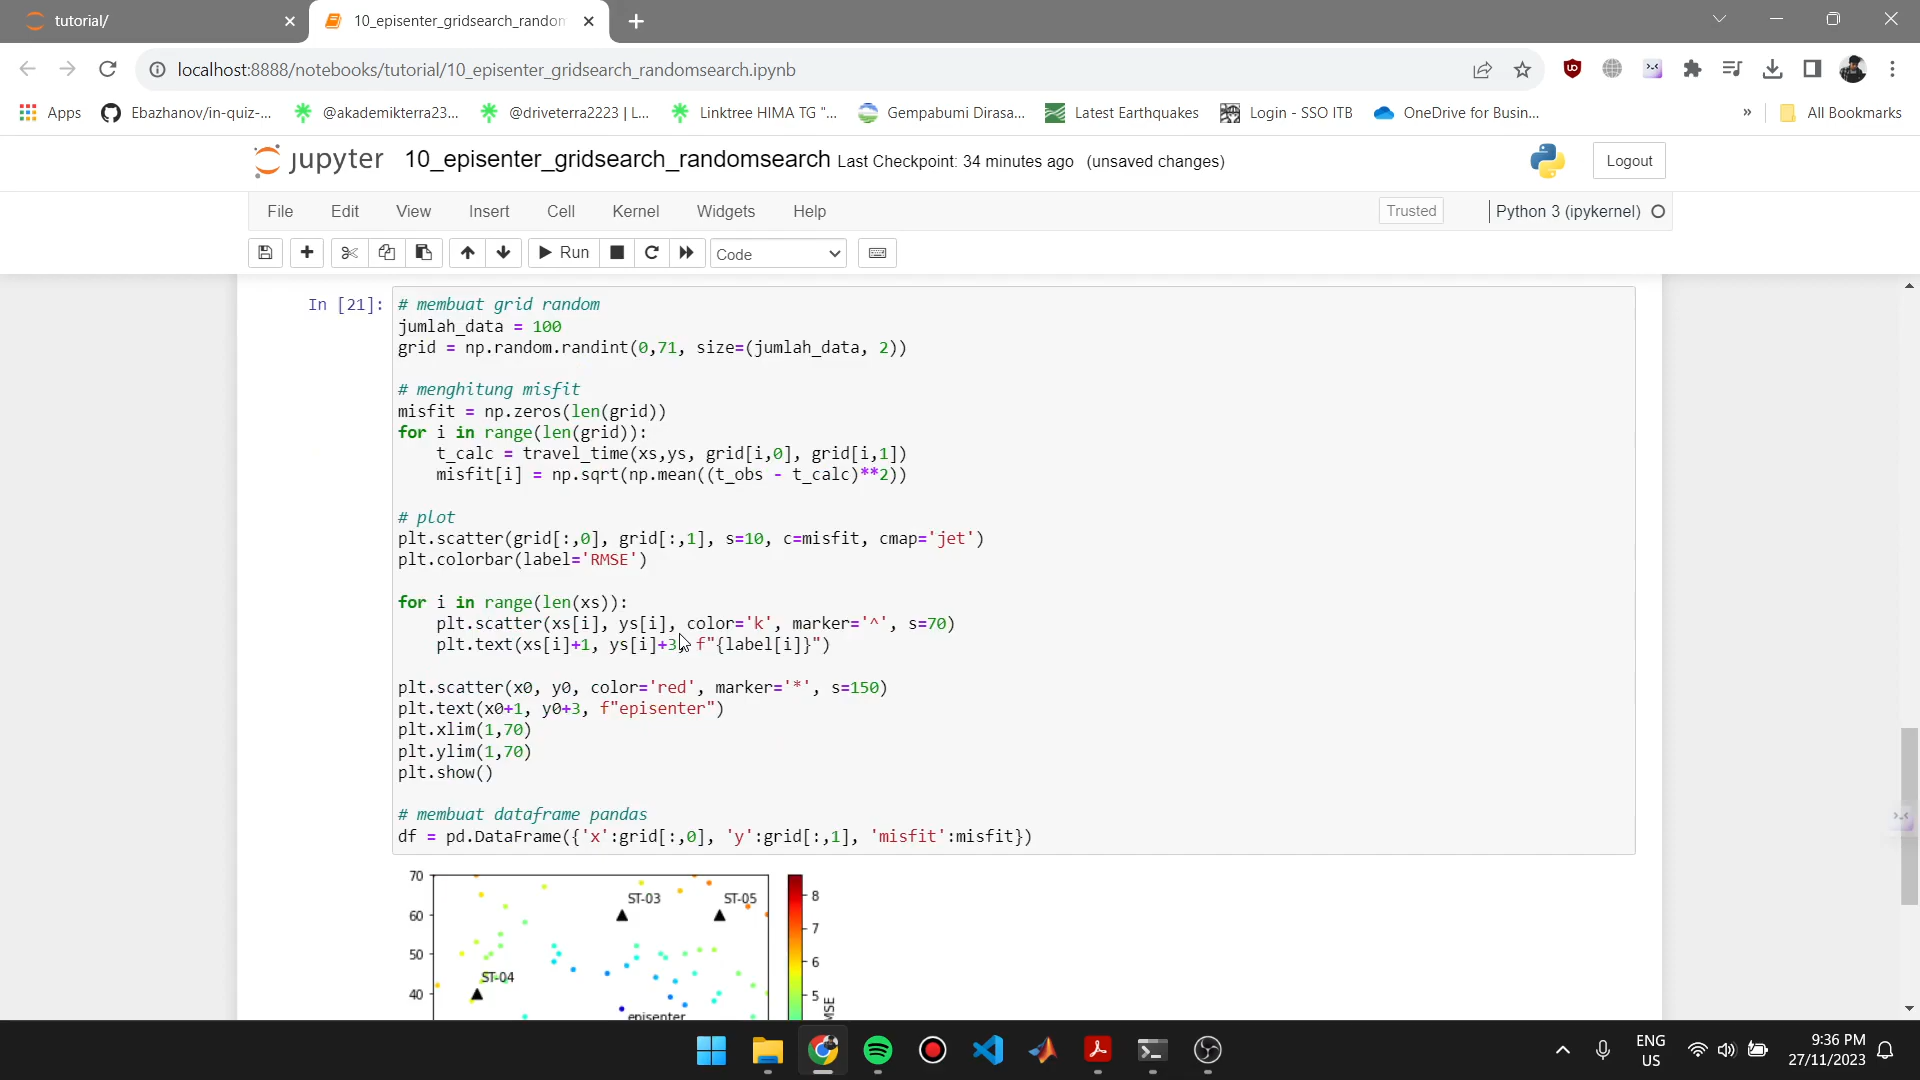 tutorial/
10_episenter_gridsearch_random
localhost:8888/notebooks/tutorial/10_episenter_gridsearch_randomsearch.ipynb
Apps
Ebazhanov/in-quiz-...
@akademikterra23...
@driveterra2223 | L...
Linktree HIMA TG "...
Gempabumi Dirasa...
Latest Earthquakes
Login - SSO ITB
OneDrive for Busin...
»
All Bookmarks
jupyter 10_episenter_gridsearch_randomsearch Last Checkpoint: 34 minutes ago (unsaved changes)
Logout
File Edit View Insert Cell Kernel Widgets Help
Trusted
Python 3 (ipykernel)
Run
Code
In [21]:
# membuat grid random
jumlah_data = 100
grid = np.random.randint(0,71, size=(jumlah_data, 2))
# menghitung misfit
misfit = np.zeros(len(grid))
for i in range(len(grid)):
t_calc = travel_time(xs,ys, grid[i,0], grid[i,1])
misfit[i] = np.sqrt(np.mean((t_obs - t_calc)**2))
# plot
plt.scatter(grid[:,0], grid[:,1], s=10, c=misfit, cmap='jet')
plt.colorbar(label='RMSE')
for i in range(len(xs)):
plt.scatter(xs[i], ys[i], color='k', marker='^', s=70)
plt.text(xs[i]+1, ys[i]+3, f"{label[i]}")
plt.scatter(x0, y0, color='red', marker='*', s=150)
plt.text(x0+1, y0+3, f"episenter")
plt.xlim(1,70)
plt.ylim(1,70)
plt.show()
# membuat dataframe pandas
df = pd.DataFrame({'x':grid[:,0], 'y':grid[:,1], 'misfit':misfit})
70
60
50
40
ST-03
ST-05
ST-04
episenter
8
7
6
5
MSE
ENG
US
9:36 PM
27/11/2023